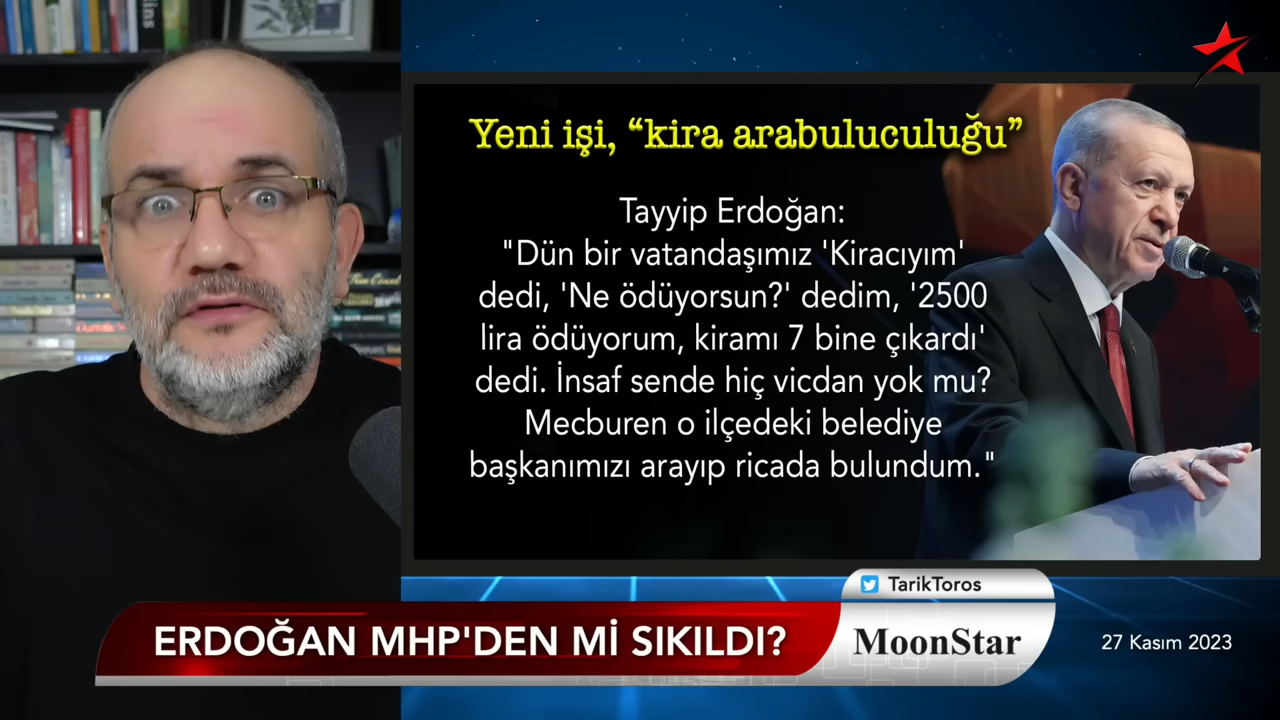 Yeni işi, “kira arabuluculuğu”
Tayyip Erdoğan:
"Dün bir vatandaşımız 'Kiracıyım'
dedi, 'Ne ödüyorsun?' dedim, '2500
lira ödüyorum, kiramı 7 bine çıkardı'
dedi. İnsaf sende hiç vicdan yok mu?
Mecburen o ilçedeki belediye
başkanımızı arayıp ricada bulundum."
TarikToros
ERDOĞAN MHP'DEN Mİ SIKILDI?
MoonStar
27 Kasım 2023